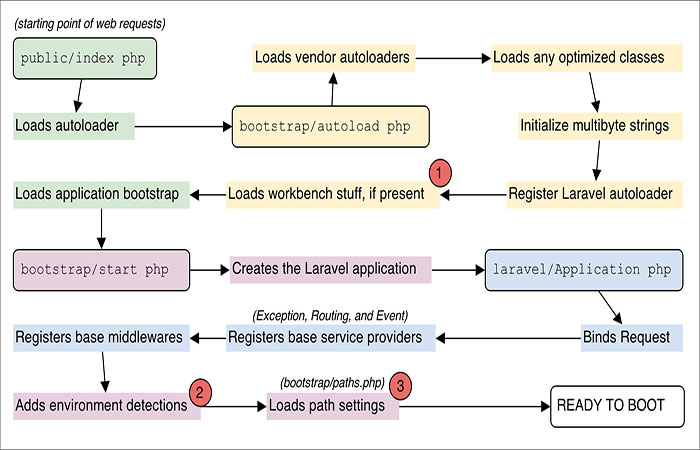 (starting point of web requests)
public/index php
Loads vendor autoloaders
Loads any optimized classes
Loads autoloader
bootstrap/autoload php
Initialize multibyte strings
1
Loads application bootstrap
Loads workbench stuff, if present
Register Laravel autoloader
bootstrap/start php
Creates the Laravel application
laravel/Application php
(Exception, Routing, and Event)
Registers base middlewares
Registers base service providers
Binds Request
(bootstrap/paths.php)
2
3
Adds environment detections
Loads path settings
READY TO BOOT